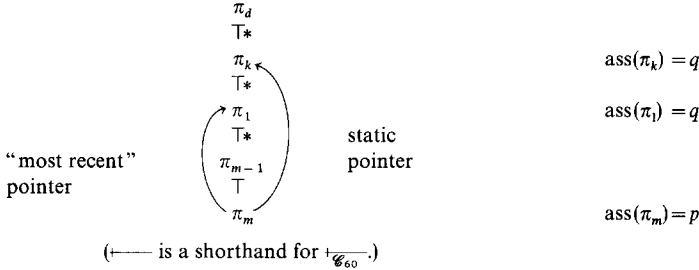 π_d
⊤*
π_k ass(π_k) = q
⊤*
π_1 ass(π_1) = q
⊤* static
"most recent" π_{m−1} pointer
pointer ⊤
π_m ass(π_m) = p
(⊢— is a shorthand for ⊢_{𝒞60}.)